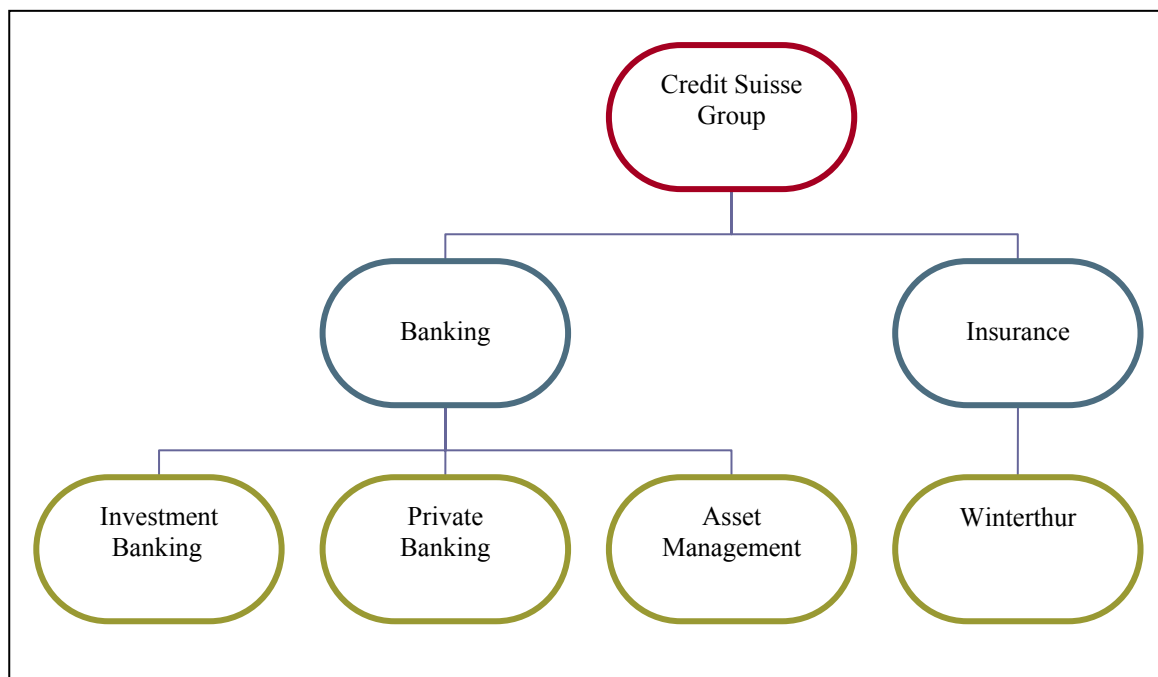 Credit Suisse
Group
Banking
Insurance
Investment
Banking
Private
Banking
Asset
Management
Winterthur